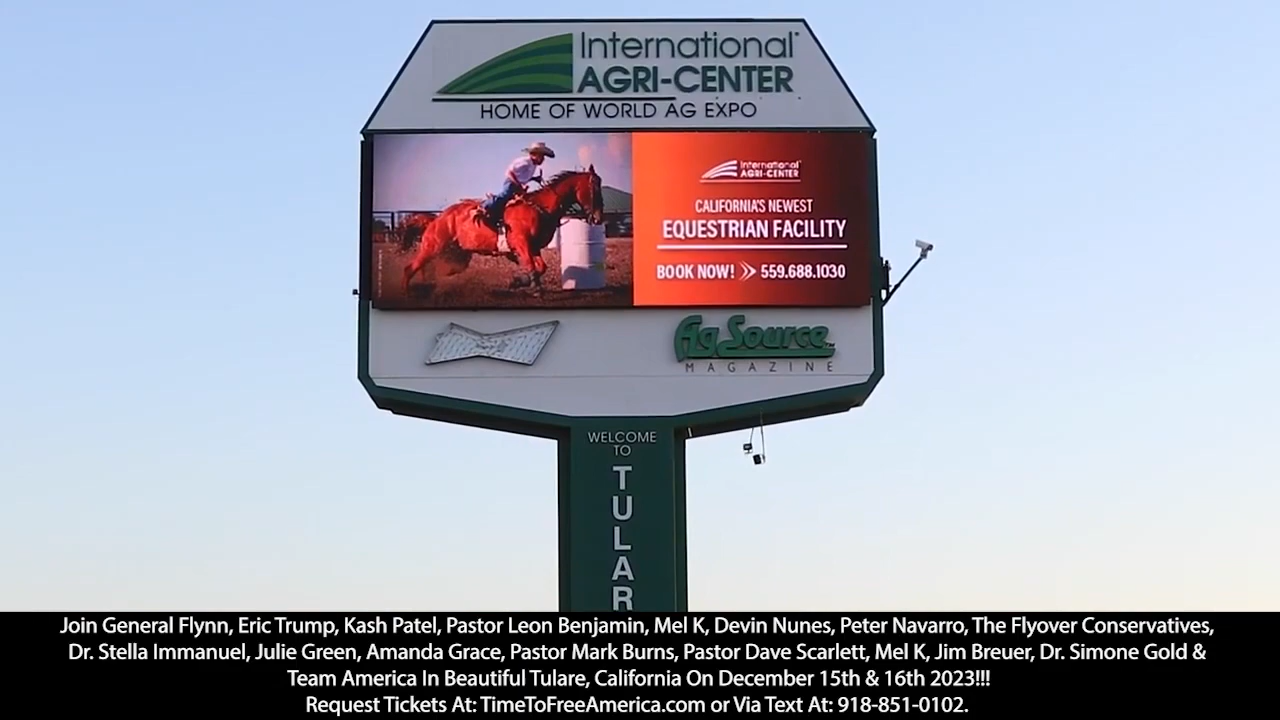 International
AGRI-CENTER
HOME OF WORLD AG EXPO
International
AGRI-CENTER
CALIFORNIA'S NEWEST
EQUESTRIAN FACILITY
BOOK NOW! >> 559.688.1030
Ag Source™
MAGAZINE
WELCOME
TO
TULAR
Join General Flynn, Eric Trump, Kash Patel, Pastor Leon Benjamin, Mel K, Devin Nunes, Peter Navarro, The Flyover Conservatives,
Dr. Stella Immanuel, Julie Green, Amanda Grace, Pastor Mark Burns, Pastor Dave Scarlett, Mel K, Jim Breuer, Dr. Simone Gold &
Team America In Beautiful Tulare, California On December 15th & 16th 2023!!!
Request Tickets At: TimeToFreeAmerica.com or Via Text At: 918-851-0102.